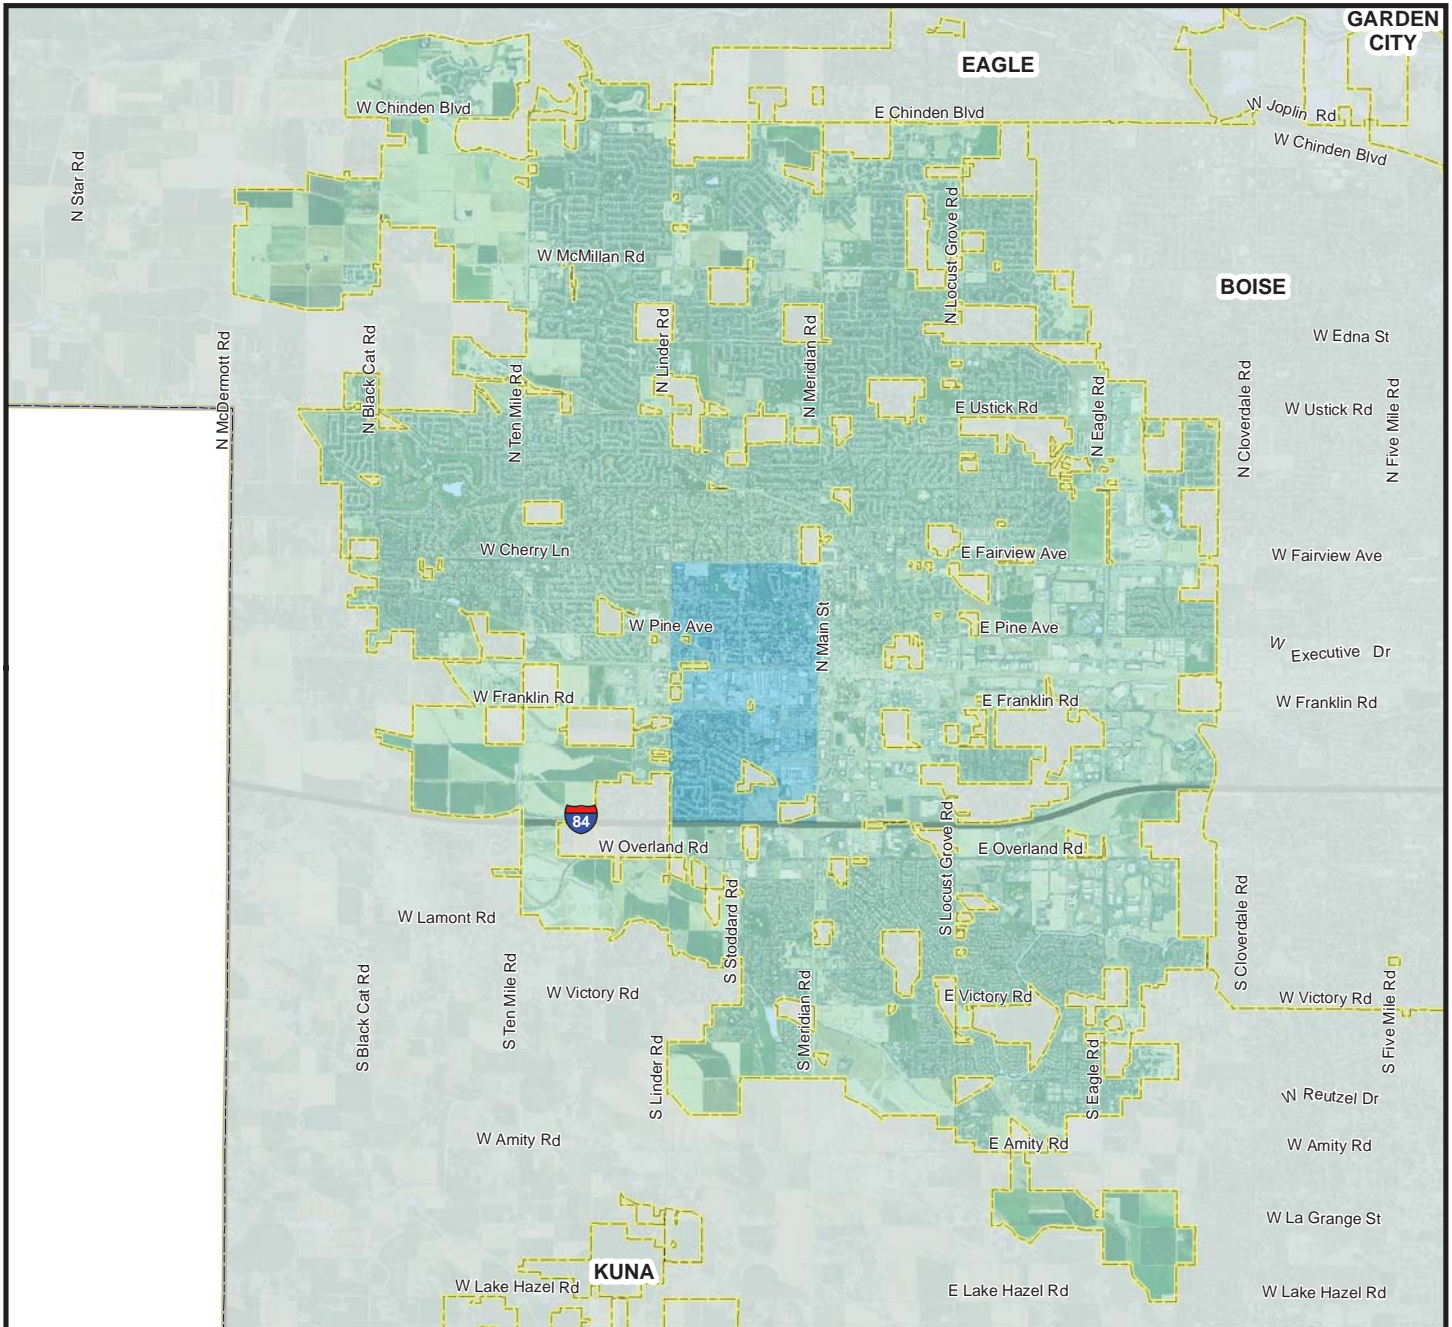 GARDEN
CITY
EAGLE
W Chinden Blvd
E Chinden Blvd
W Joplin Rd
W Chinden Blvd
N Star Rd
N Locust Grove Rd
W McMillan Rd
BOISE
N McDermott Rd
N Black Cat Rd
N Ten Mile Rd
N Linder Rd
N Meridian Rd
W Edna St
N Eagle Rd
N Cloverdale Rd
E Ustick Rd
W Ustick Rd
N Five Mile Rd
W Cherry Ln
E Fairview Ave
W Fairview Ave
W Pine Ave
N Main St
E Pine Ave
W Executive Dr
W Franklin Rd
E Franklin Rd
W Franklin Rd
84
W Overland Rd
S Locust Grove Rd
E Overland Rd
W Lamont Rd
S Stoddard Rd
S Cloverdale Rd
S Black Cat Rd
S Ten Mile Rd
W Victory Rd
S Meridian Rd
E Victory Rd
W Victory Rd
S Five Mile Rd
S Linder Rd
S Eagle Rd
W Reutzel Dr
W Amity Rd
E Amity Rd
W Amity Rd
W La Grange St
KUNA
W Lake Hazel Rd
E Lake Hazel Rd
W Lake Hazel Rd